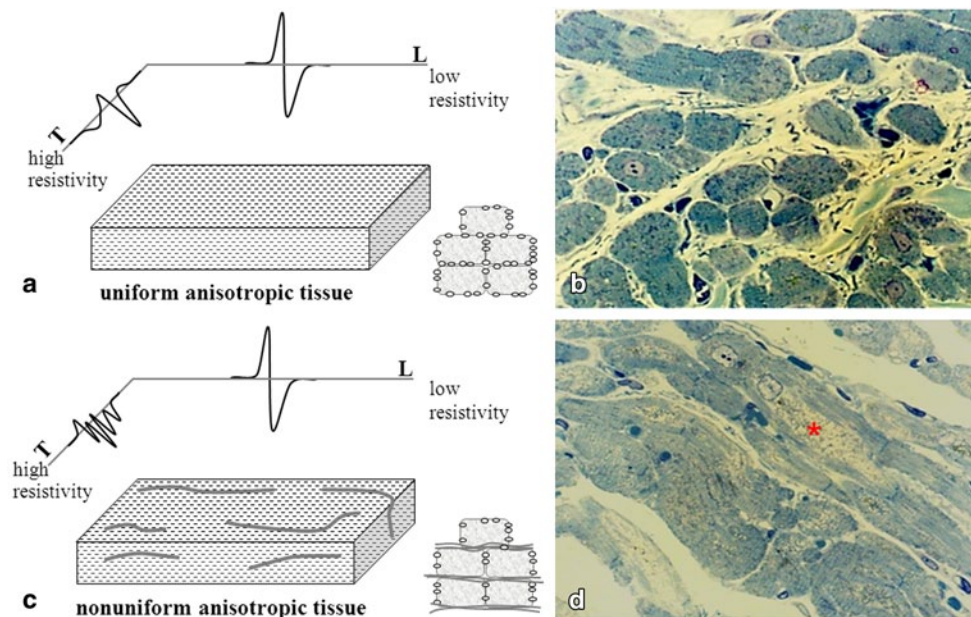 L
low
resistivity
T
high
resistivity
a
uniform anisotropic tissue
b
L
low
resistivity
T
high
resistivity
c
nonuniform anisotropic tissue
*
d